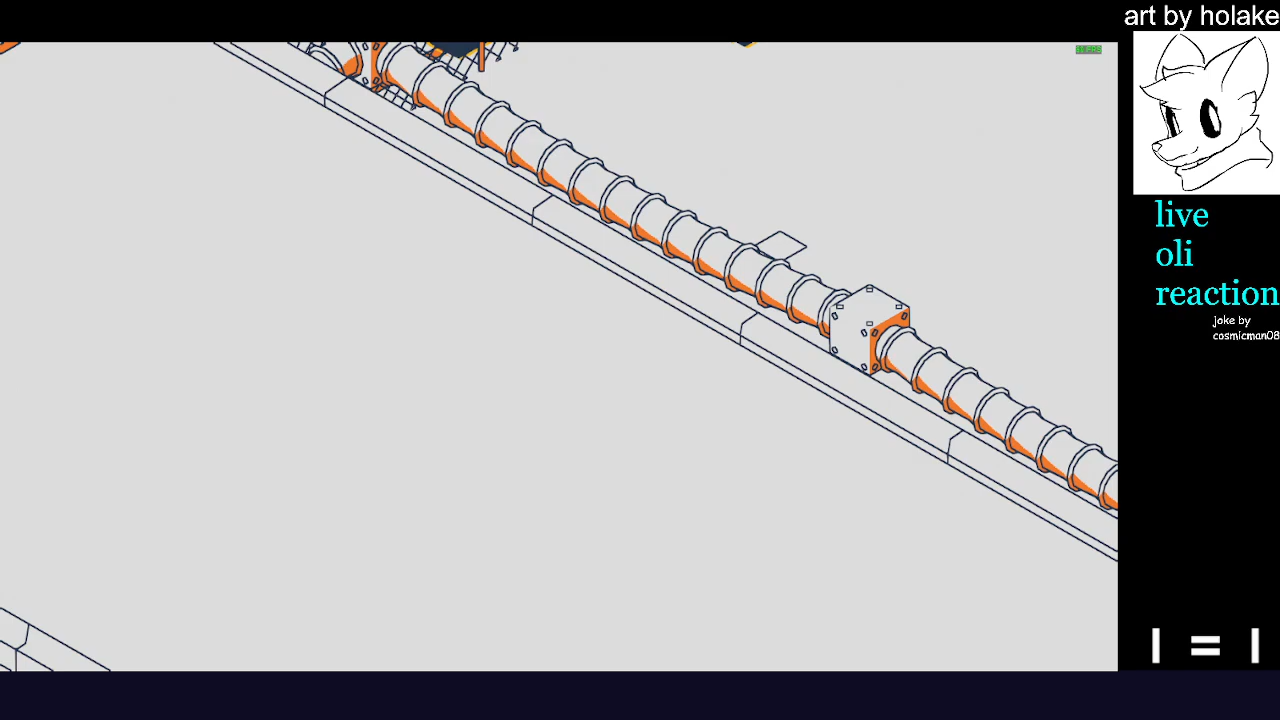 art by holake
live
oli
reaction
joke by
cosmicman08
| = |